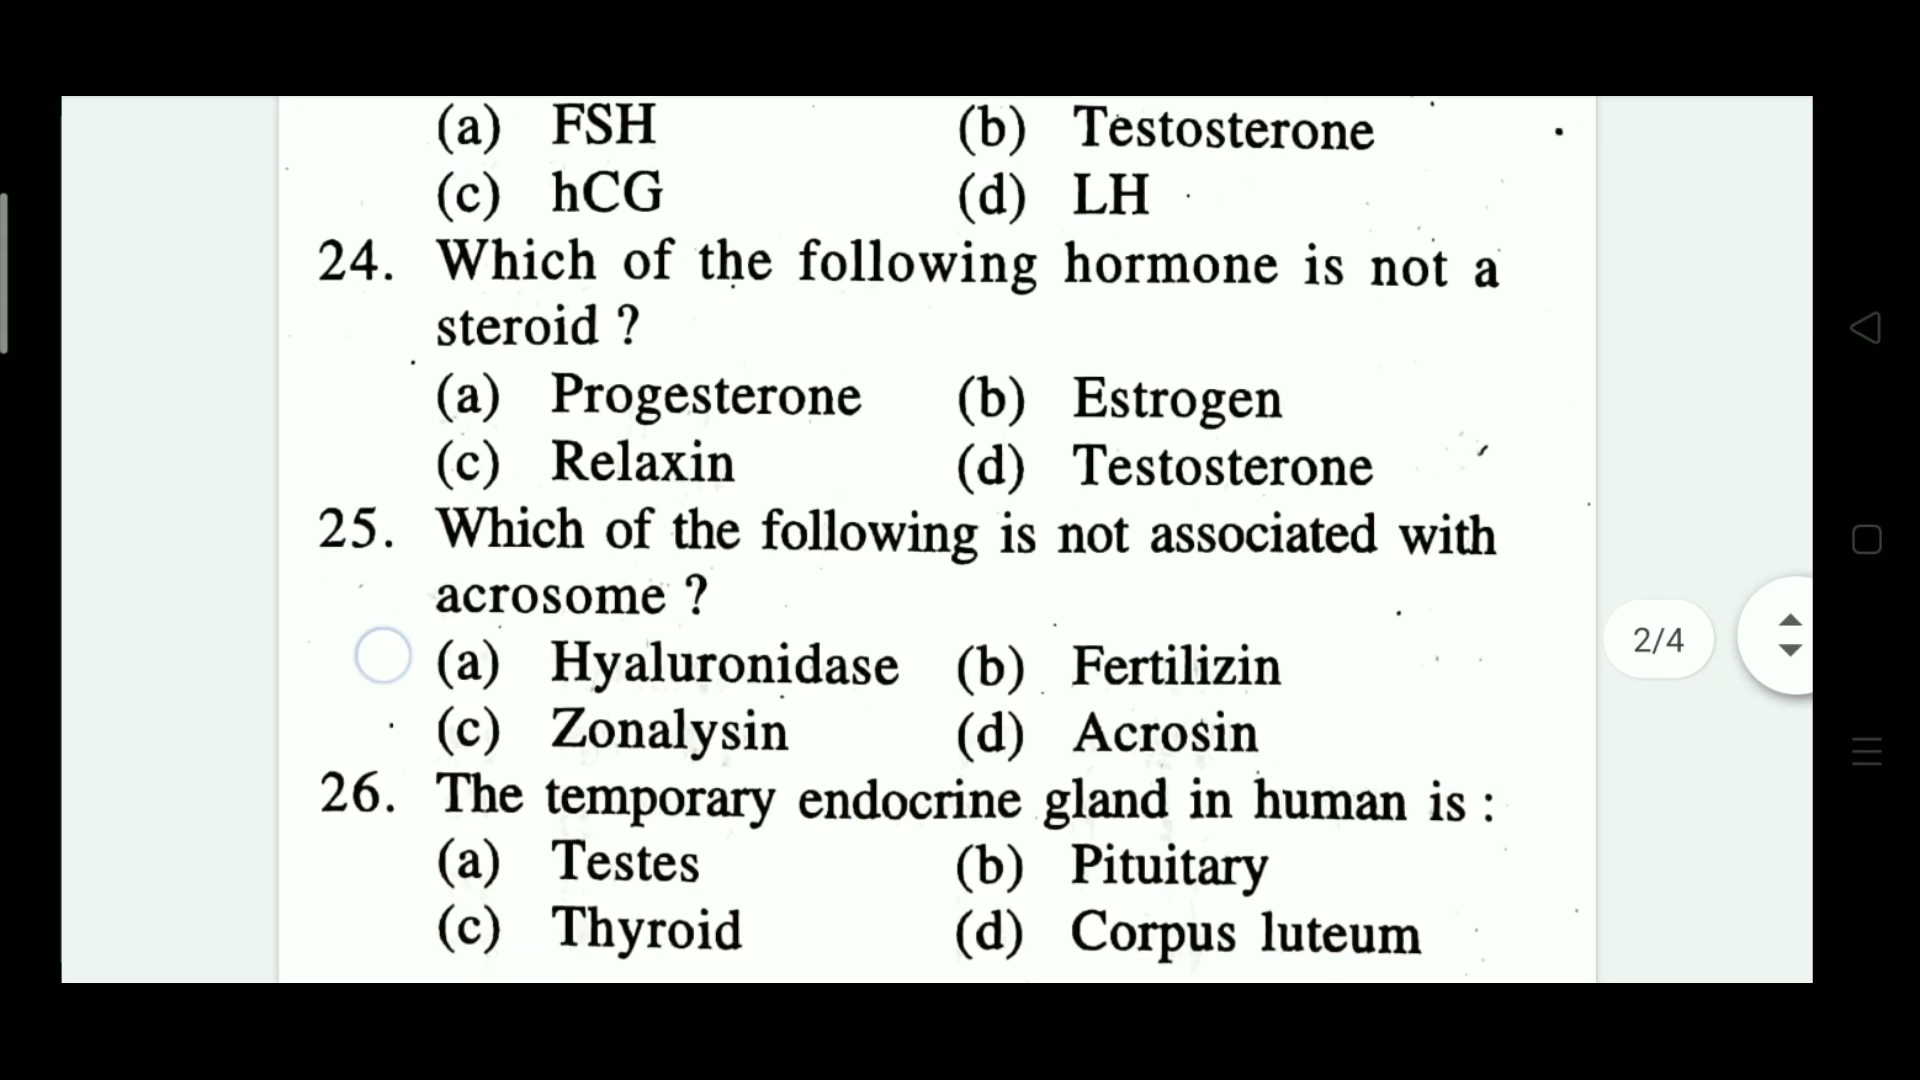 (a) FSH (b) Testosterone
(c) hCG (d) LH
24. Which of the following hormone is not a
steroid ?
(a) Progesterone (b) Estrogen
(c) Relaxin (d) Testosterone
25. Which of the following is not associated with
acrosome ?
(a) Hyaluronidase (b) Fertilizin
(c) Zonalysin (d) Acrosin
26. The temporary endocrine gland in human is :
(a) Testes (b) Pituitary
(c) Thyroid (d) Corpus luteum
2/4